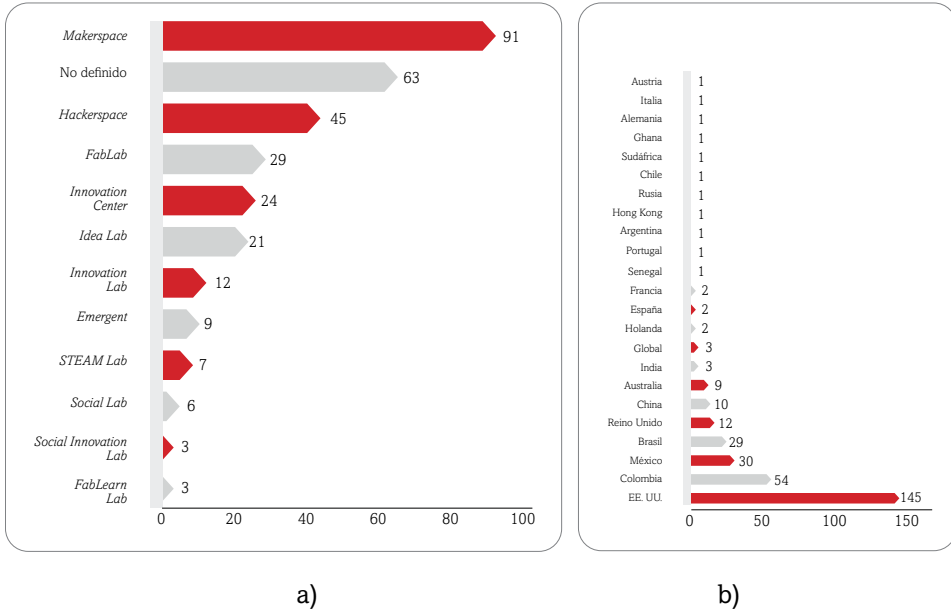 Makerspace 91
No definido 63
Hackerspace 45
FabLab 29
Innovation
Center 24
Idea Lab 21
Innovation
Lab 12
Emergent 9
STEAM Lab 7
Social Lab 6
Social Innovation
Lab 3
FabLearn
Lab 3
0 20 40 60 80 100
a)
Austria 1
Italia 1
Alemania 1
Ghana 1
Sudáfrica 1
Chile 1
Rusia 1
Hong Kong 1
Argentina 1
Portugal 1
Senegal 1
Francia 2
España 2
Holanda 2
Global 3
India 3
Australia 9
China 10
Reino Unido 12
Brasil 29
México 30
Colombia 54
EE. UU. 145
0 50 100 150
b)